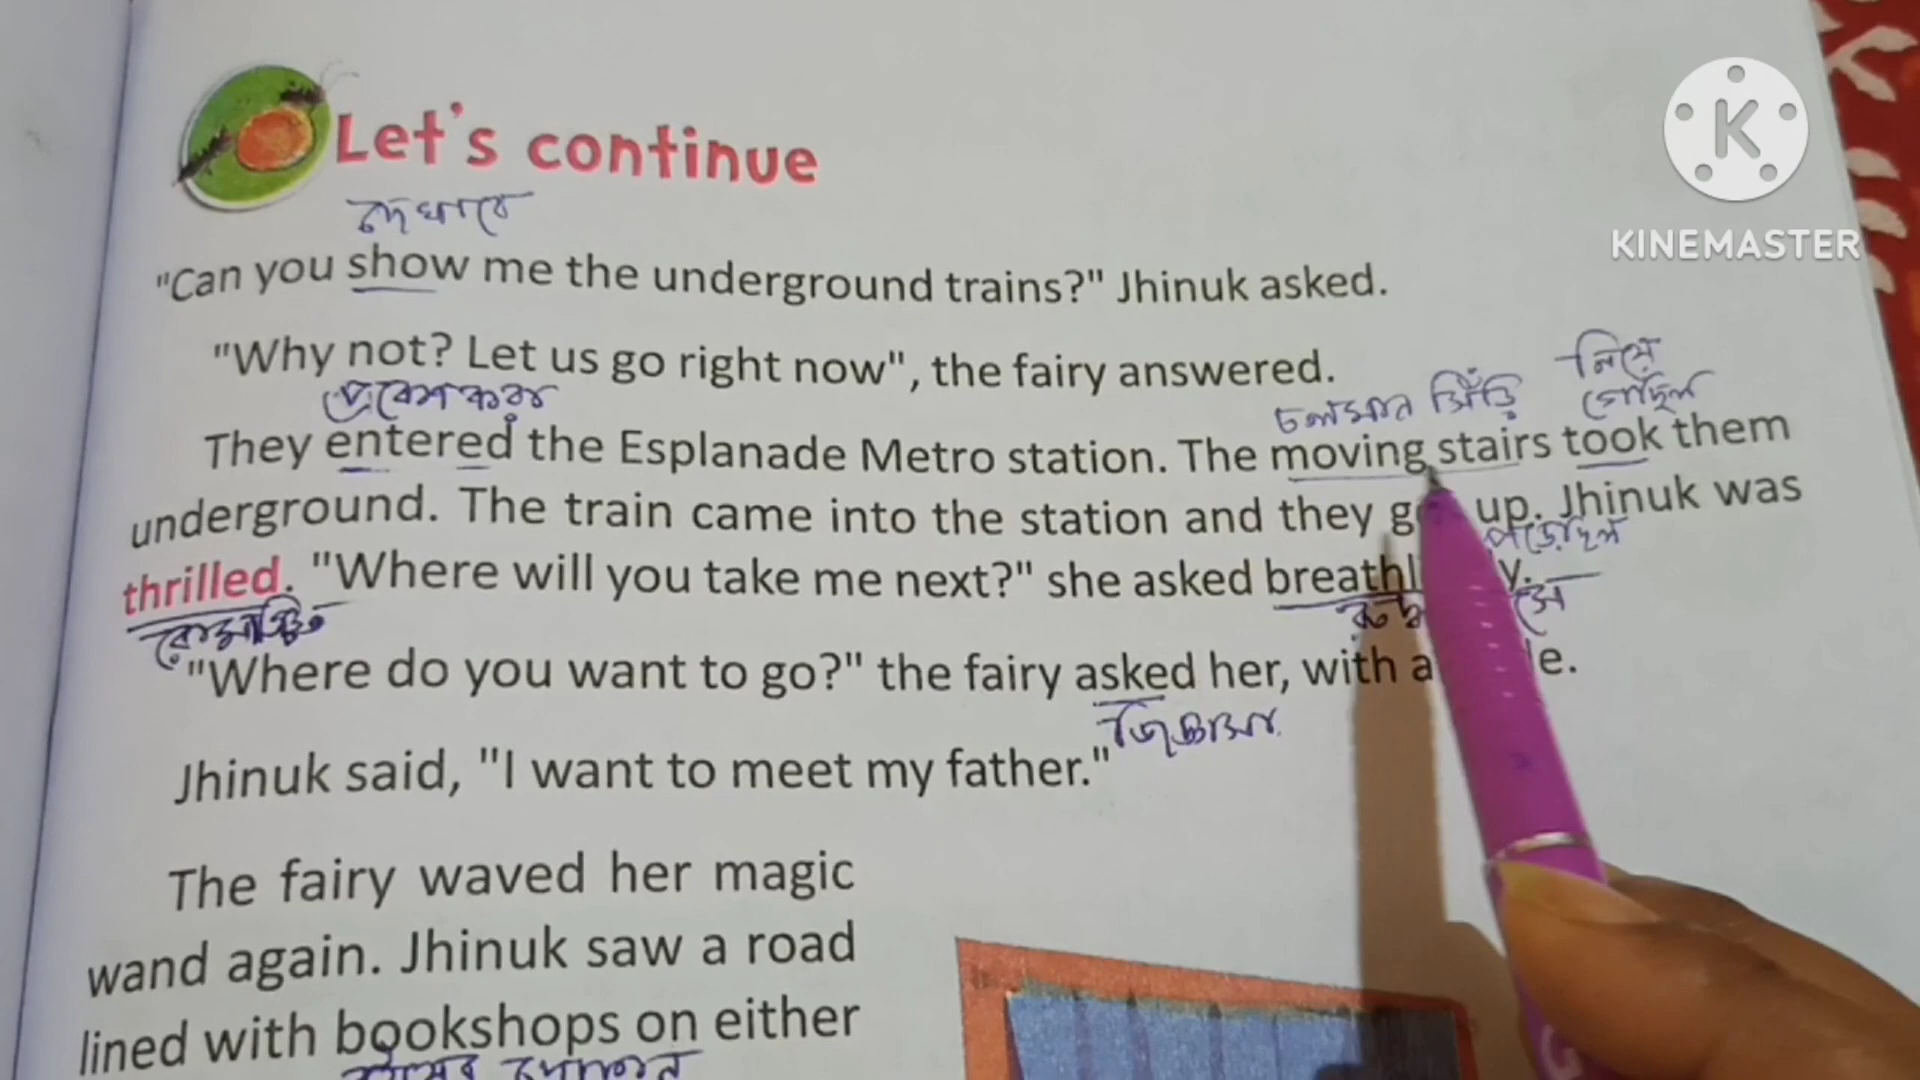 Let's continue
দেখাবে
"Can you show me the underground trains?" Jhinuk asked.
"Why not? Let us go right now", the fairy answered.
প্রবেশ করল
চলমান সিঁড়ি
নিয়ে
গেছিল
They entered the Esplanade Metro station. The moving stairs took them
underground. The train came into the station and they up. Jhinuk was
thrilled. "Where will you take me next?" she asked
রোমাঞ্চিত
"Where do you want to go?" the fairy asked her, with a
Jhinuk said, "I want to meet my father."
The fairy waved her magic
wand again. Jhinuk saw a road
lined with bookshops on either
K
KINEMASTER